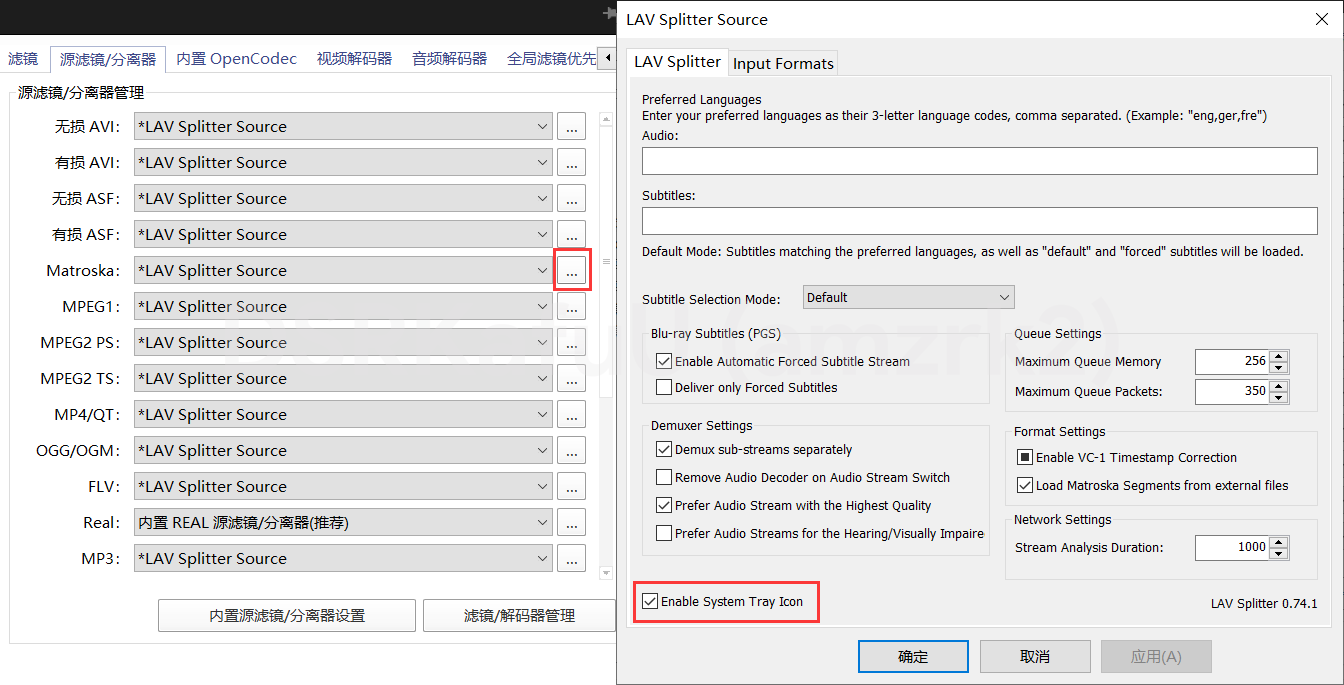 滤镜
源滤镜/分离器
内置 OpenCodec
视频解码器
音频解码器
全局滤镜优先
源滤镜/分离器管理
无损 AVI: *LAV Splitter Source ...
有损 AVI: *LAV Splitter Source ...
无损 ASF: *LAV Splitter Source ...
有损 ASF: *LAV Splitter Source ...
Matroska: *LAV Splitter Source ...
MPEG1: *LAV Splitter Source ...
MPEG2 PS: *LAV Splitter Source ...
MPEG2 TS: *LAV Splitter Source ...
MP4/QT: *LAV Splitter Source ...
OGG/OGM: *LAV Splitter Source ...
FLV: *LAV Splitter Source ...
Real: 内置 REAL 源滤镜/分离器(推荐) ...
MP3: *LAV Splitter Source ...
内置源滤镜/分离器设置
滤镜/解码器管理
LAV Splitter Source
LAV Splitter
Input Formats
Preferred Languages
Enter your preferred languages as their 3-letter language codes, comma separated. (Example: "eng,ger,fre")
Audio:
Subtitles:
Default Mode: Subtitles matching the preferred languages, as well as "default" and "forced" subtitles will be loaded.
Subtitle Selection Mode: Default
Blu-ray Subtitles (PGS)
Enable Automatic Forced Subtitle Stream
Deliver only Forced Subtitles
Demuxer Settings
Demux sub-streams separately
Remove Audio Decoder on Audio Stream Switch
Prefer Audio Stream with the Highest Quality
Prefer Audio Streams for the Hearing/Visually Impaire
Queue Settings
Maximum Queue Memory 256
Maximum Queue Packets: 350
Format Settings
Enable VC-1 Timestamp Correction
Load Matroska Segments from external files
Network Settings
Stream Analysis Duration: 1000
Enable System Tray Icon
LAV Splitter 0.74.1
确定
取消
应用(A)